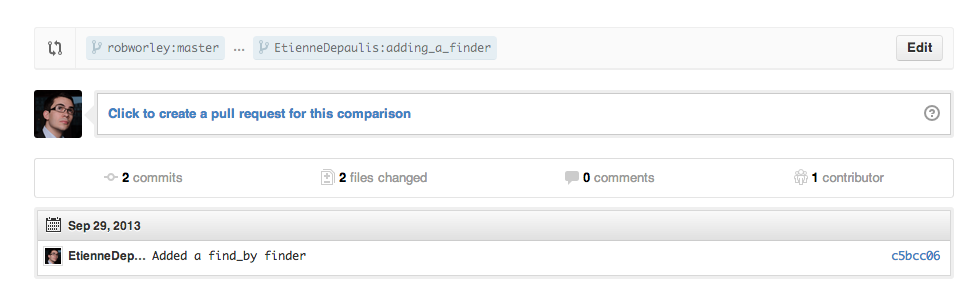 robworley:master ... EtienneDepaulis:adding_a_finder Edit
Click to create a pull request for this comparison ?
2 commits 2 files changed 0 comments 1 contributor
Sep 29, 2013
EtienneDep... Added a find_by finder c5bcc06